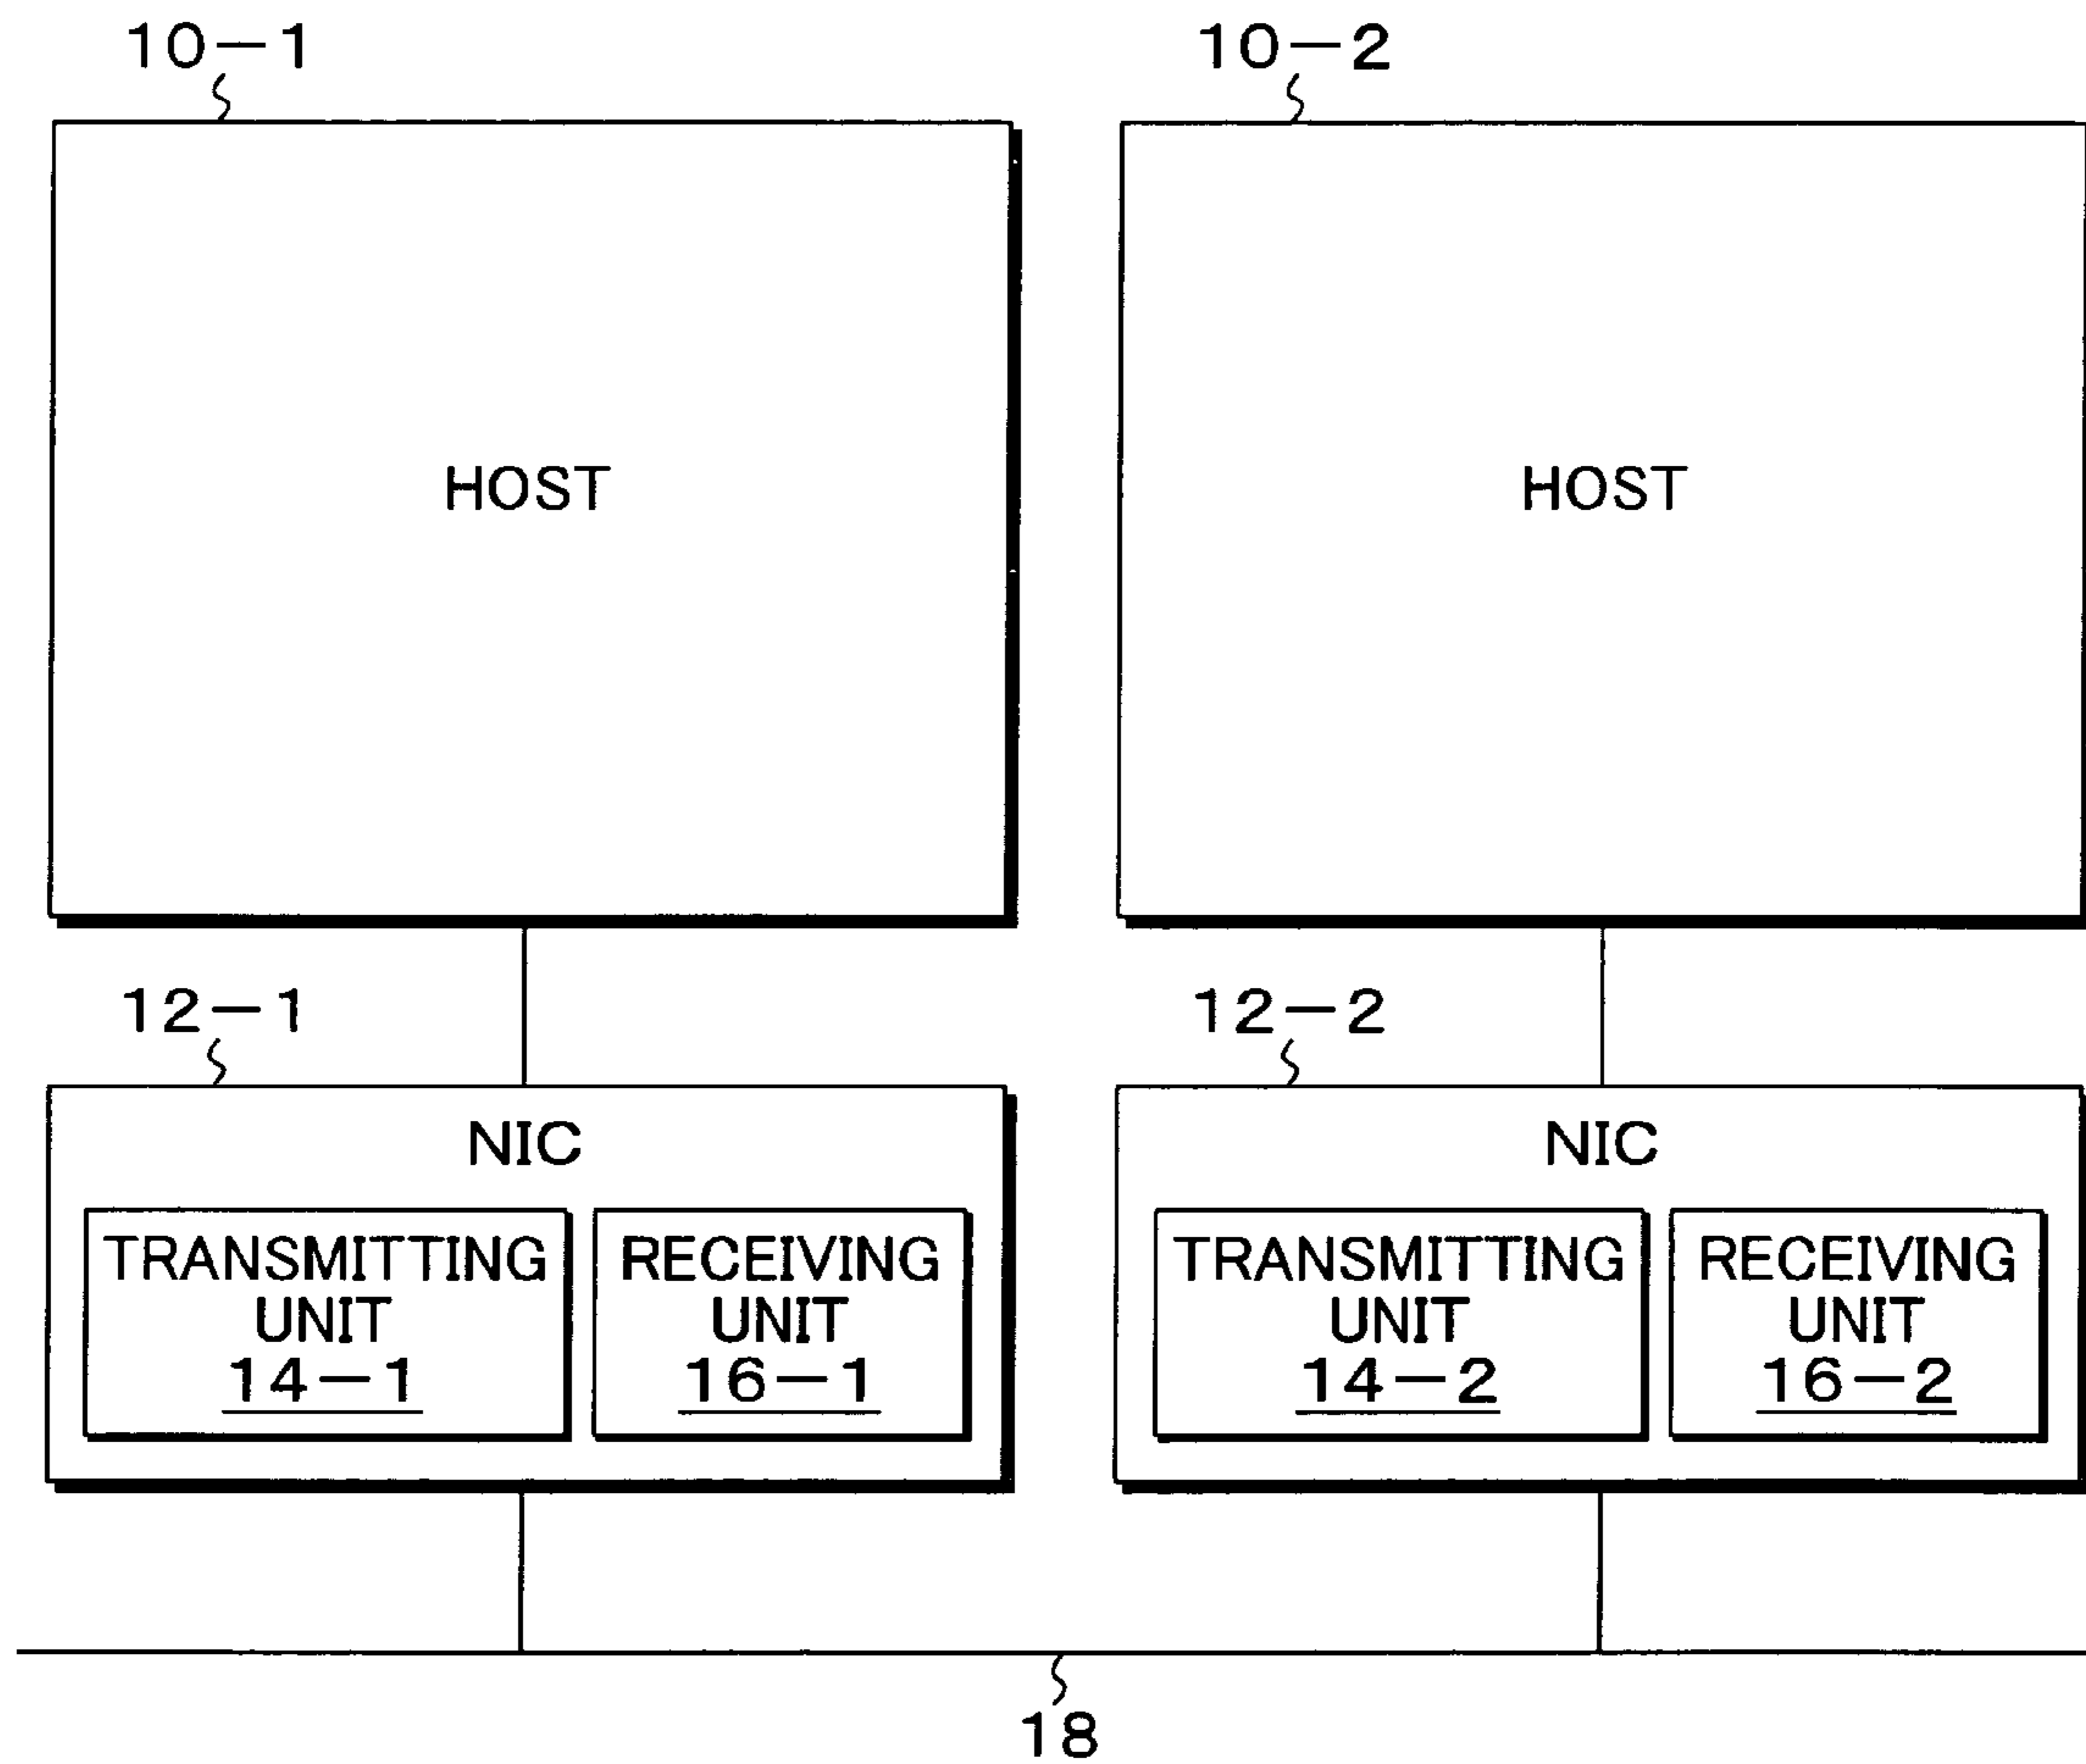 10-1
10-2
HOST
HOST
12-1
12-2
NIC
NIC
TRANSMITTING
UNIT
14-1
RECEIVING
UNIT
16-1
TRANSMITTING
UNIT
14-2
RECEIVING
UNIT
16-2
18